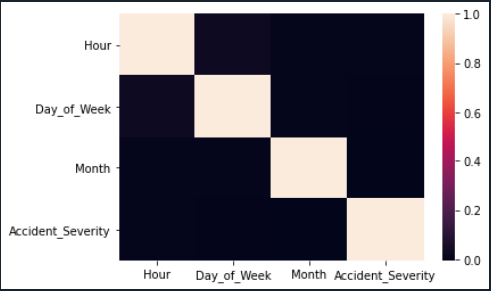 Hour
Day_of_Week
Month
Accident_Severity
Hour Day_of_Week Month Accident_Severity
1.0
0.8
0.6
0.4
0.2
0.0